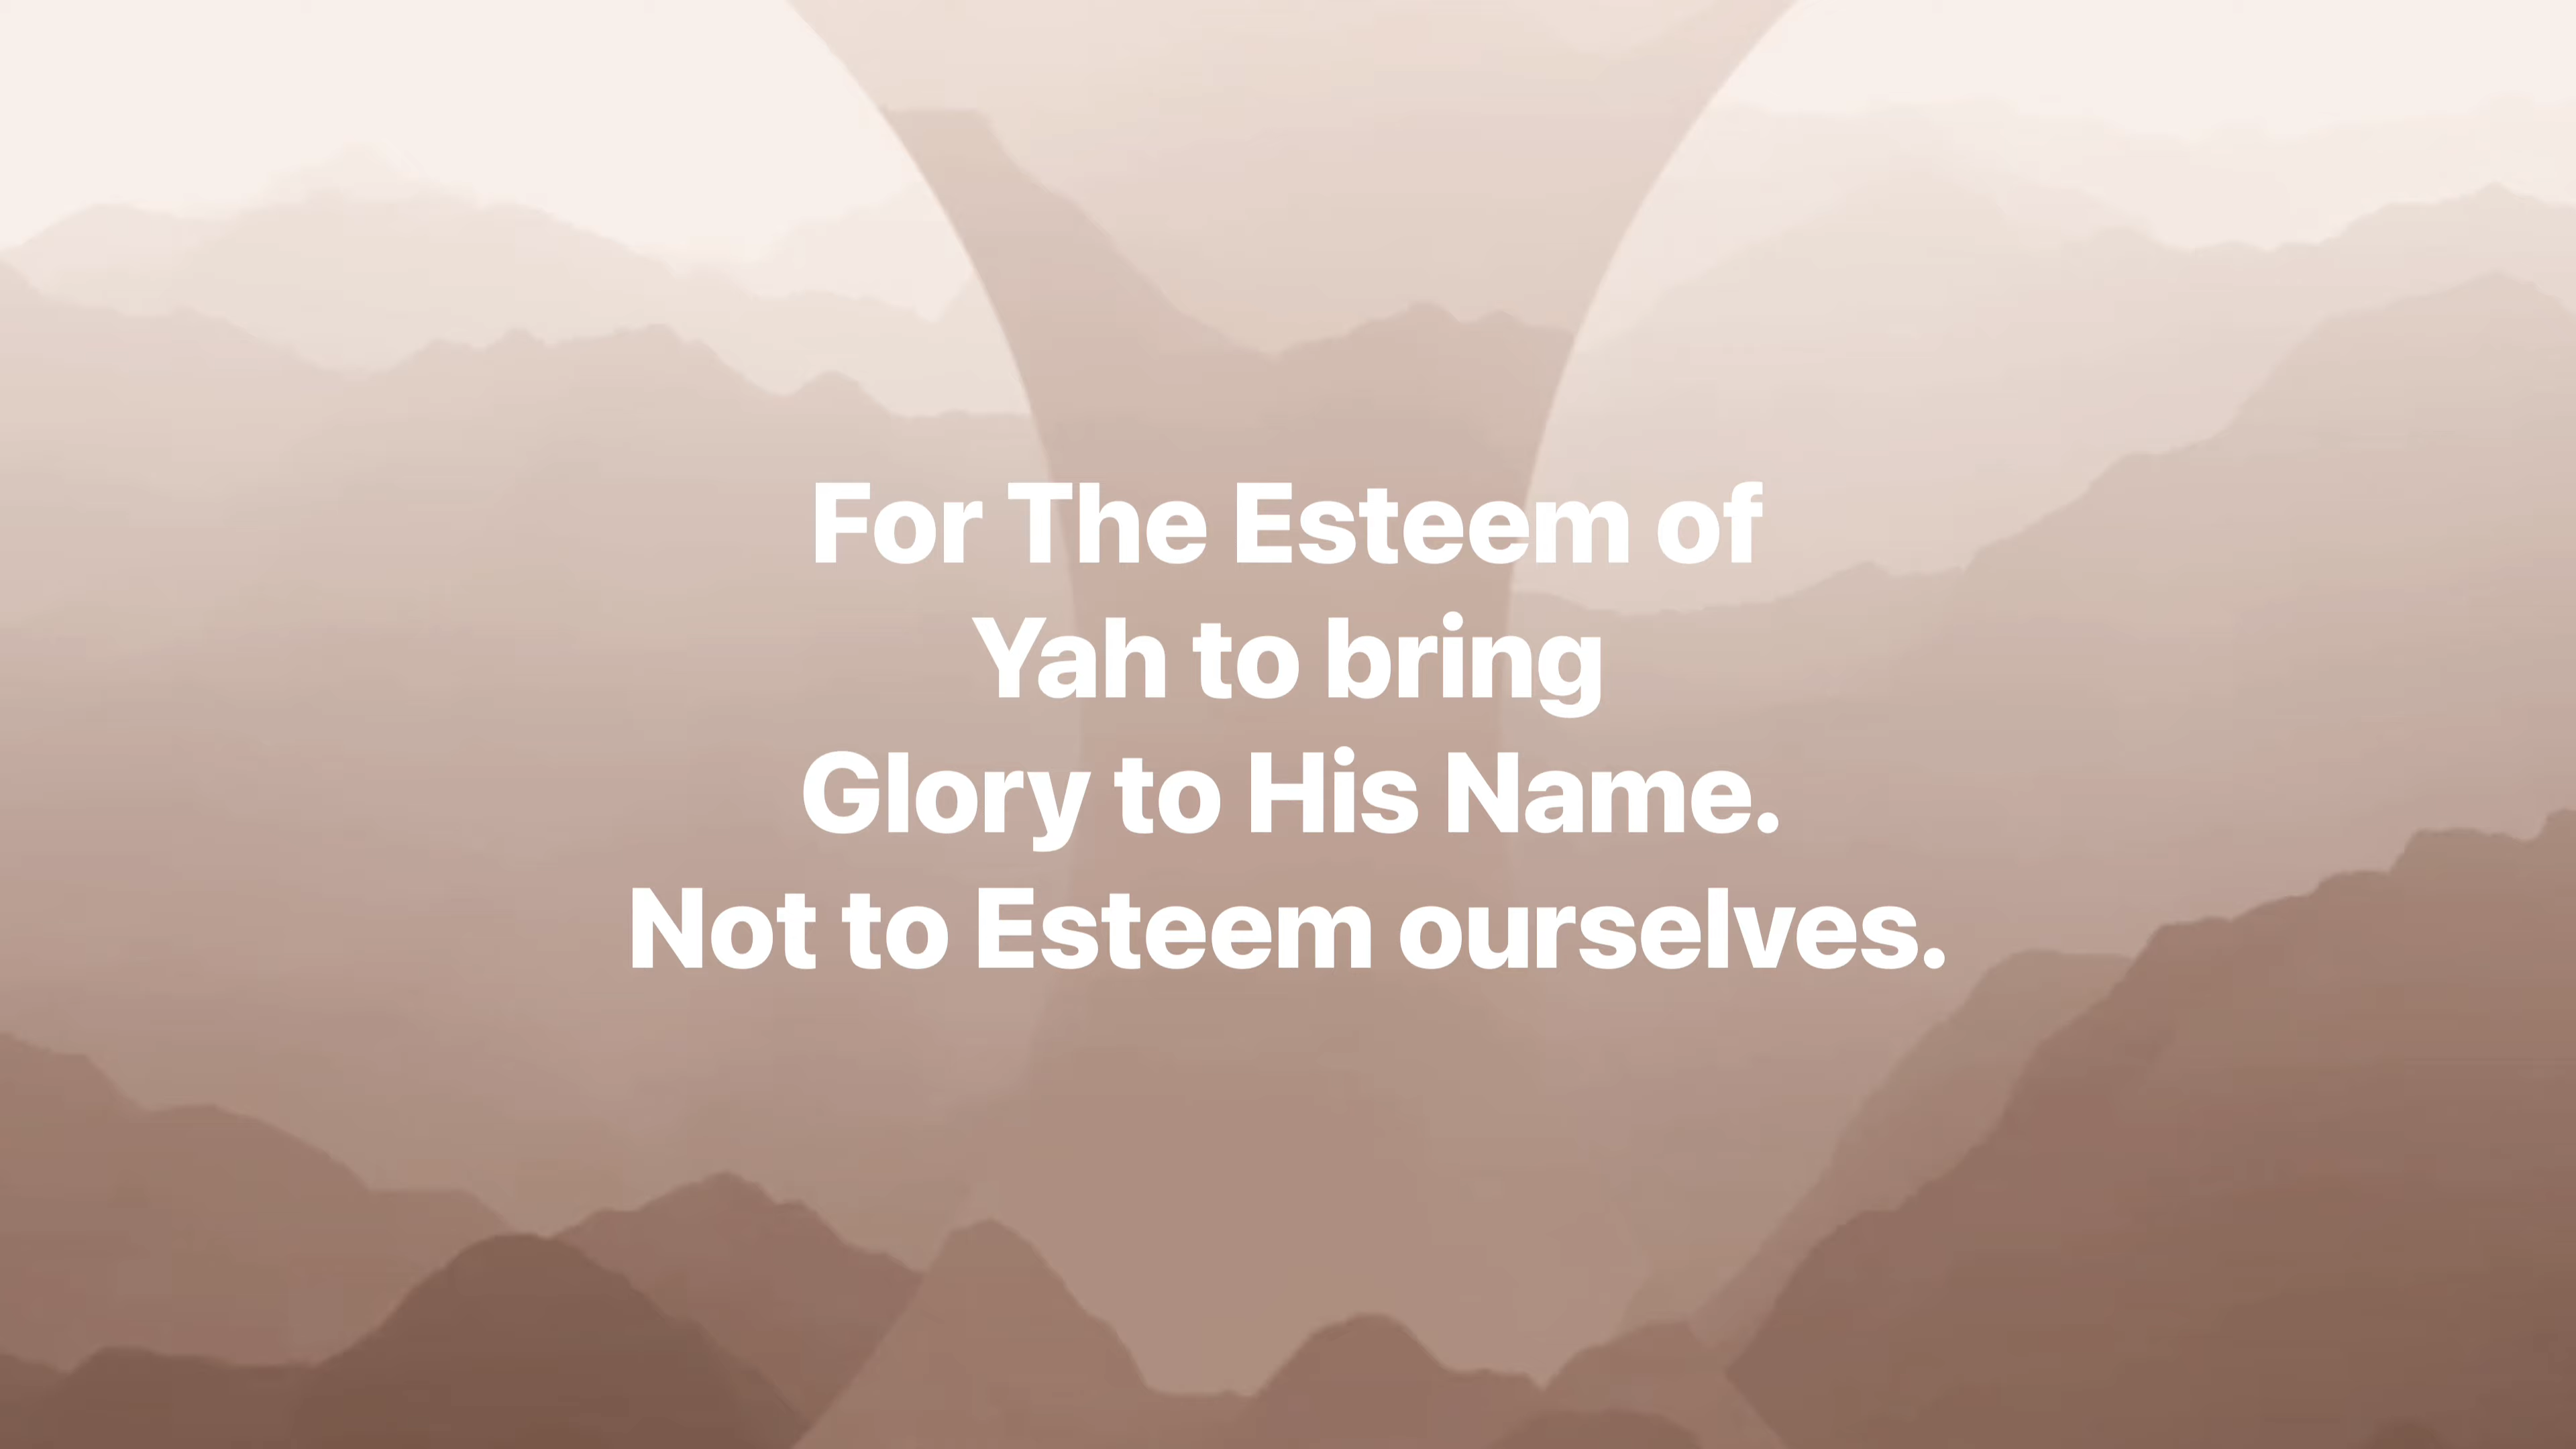 For The Esteem of
Yah to bring
Glory to His Name.
Not to Esteem ourselves.